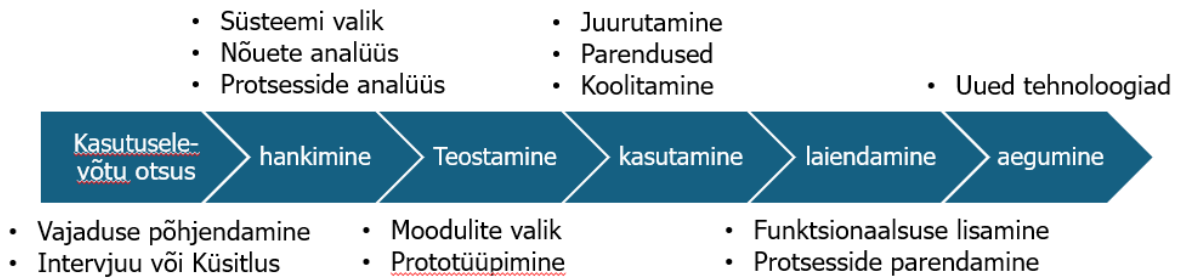 • Süsteemi valik
• Nõuete analüüs
• Protsesside analüüs
• Juurutamine
• Parendused
• Koolitamine
• Uued tehnoloogiad
Kasutusele-
võtu otsus
hankimine
Teostamine
kasutamine
laiendamine
aegumine
• Vajaduse põhjendamine
• Intervjuu või Küsitlus
• Moodulite valik
• Prototüüpimine
• Funktsionaalsuse lisamine
• Protsesside parendamine